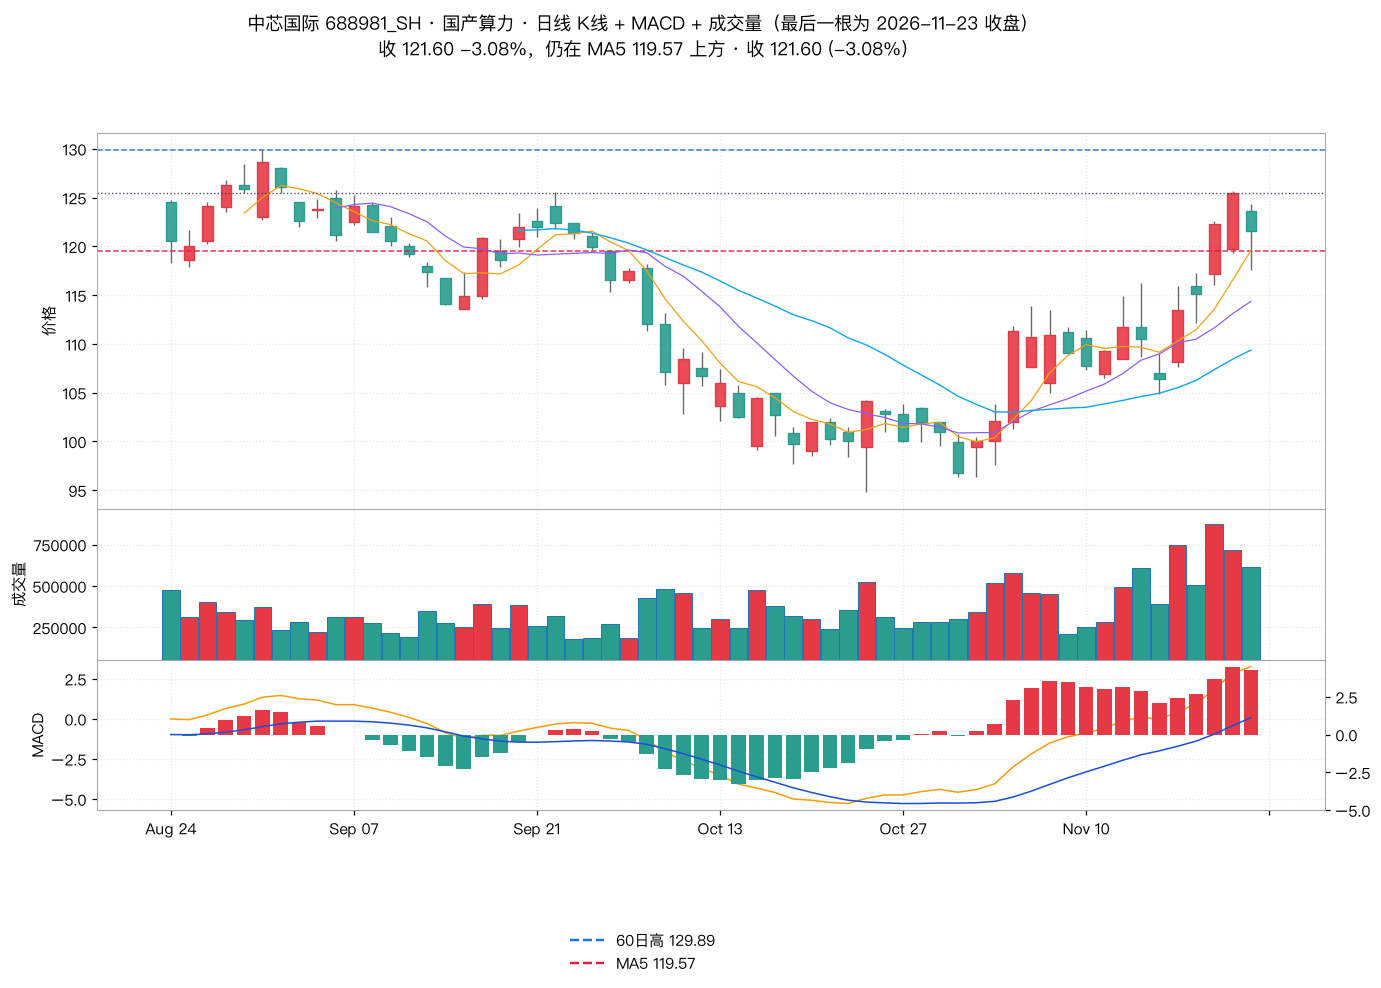 中芯国际 688981_SH · 国产算力 · 日线 K线 + MACD + 成交量（最后一根为 2026−11−23 收盘）
收 121.60 −3.08%，仍在 MA5 119.57 上方 · 收 121.60 (−3.08%)
130
125
120
115
110
105
100
95
价格
750000
500000
250000
成交量
2.5
0.0
−2.5
−5.0
MACD
2.5
0.0
−2.5
−5.0
Aug 24
Sep 07
Sep 21
Oct 13
Oct 27
Nov 10
60日高 129.89
MA5 119.57